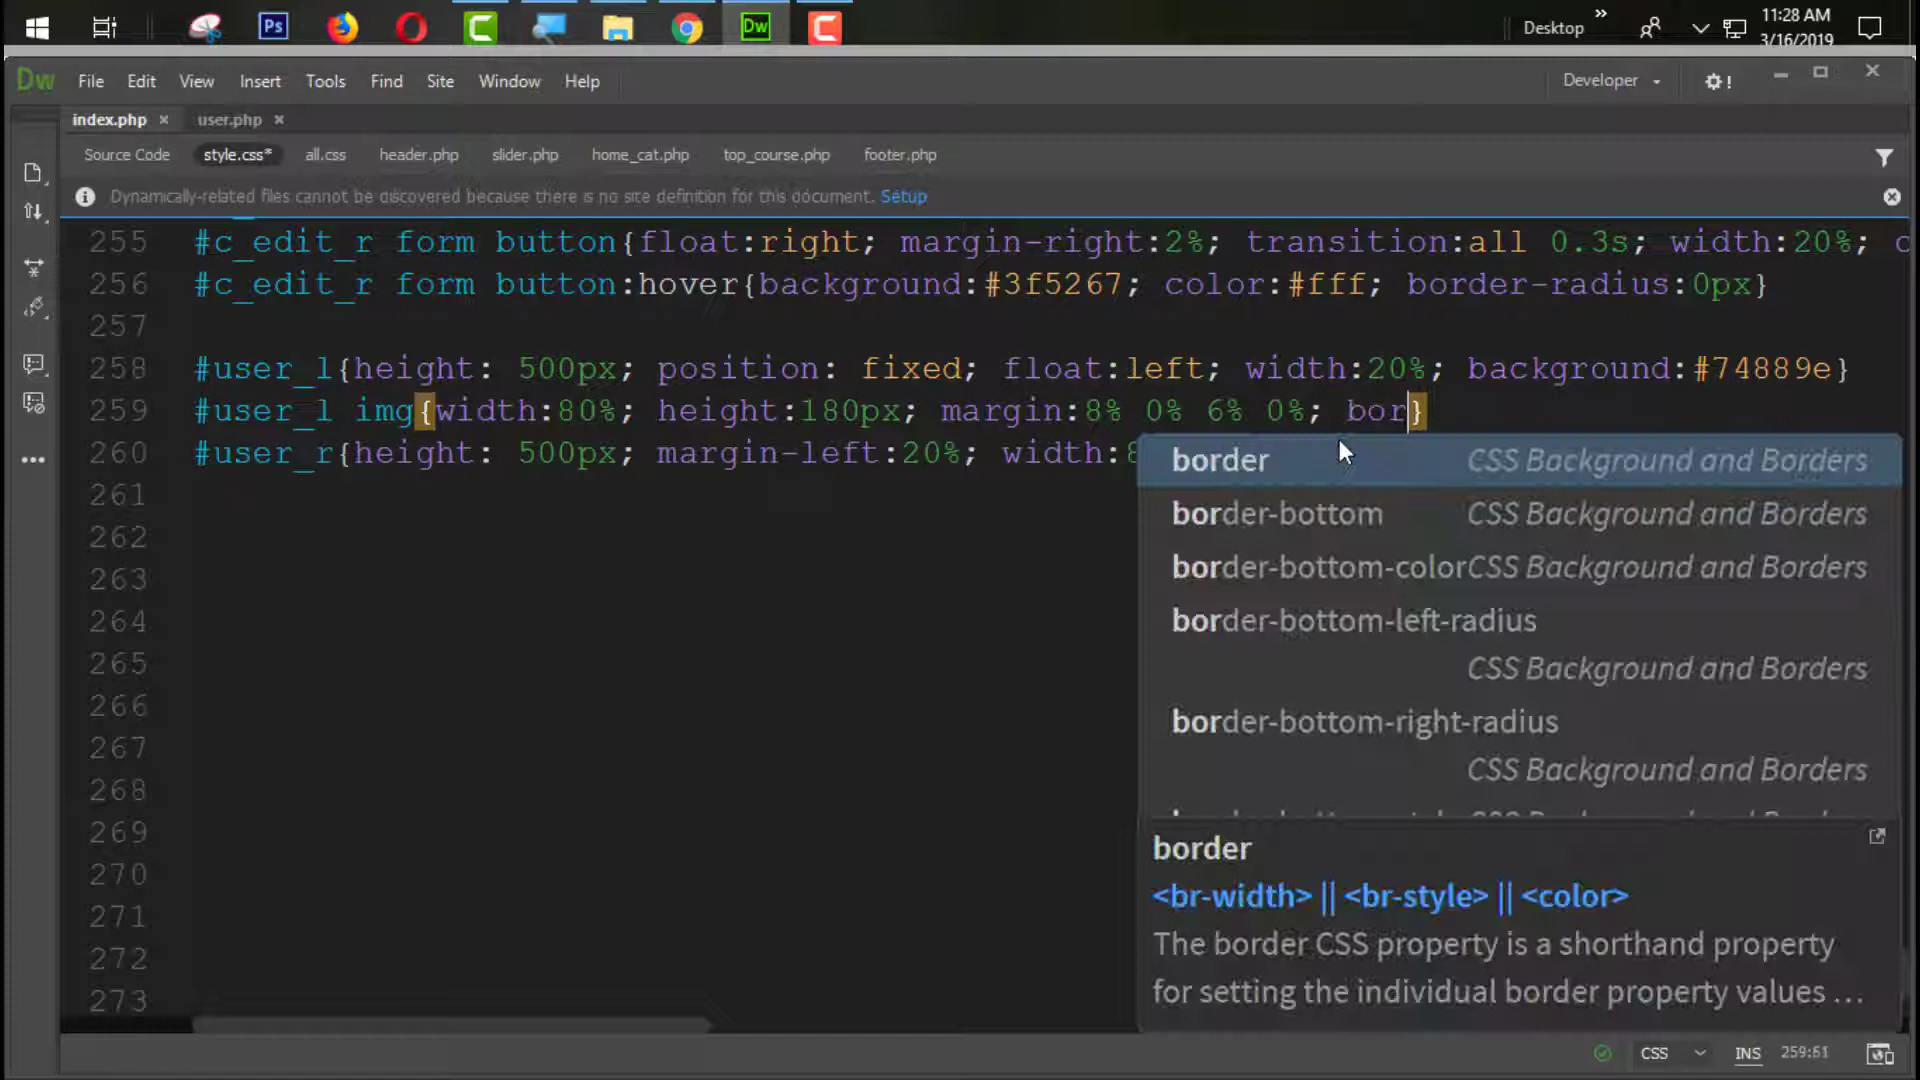 Ps
Dw
Desktop
»
11:28 AM
3/16/2019
Dw File Edit View Insert Tools Find Site Window Help
Developer
!
index.php × user.php ×
Source Code style.css* all.css header.php slider.php home_cat.php top_course.php footer.php
Dynamically-related files cannot be discovered because there is no site definition for this document. Setup
255 #c_edit_r form button{float:right; margin-right:2%; transition:all 0.3s; width:20%; c
256 #c_edit_r form button:hover{background:#3f5267; color:#fff; border-radius:0px}
257
258 #user_l{height: 500px; position: fixed; float:left; width:20%; background:#74889e}
259 #user_l img{width:80%; height:180px; margin:8% 0% 6% 0%; bor}
260 #user_r{height: 500px; margin-left:20%; width:8
261
262
263
264
265
266
267
268
269
270
271
272
273
border CSS Background and Borders
border-bottom CSS Background and Borders
border-bottom-color CSS Background and Borders
border-bottom-left-radius
CSS Background and Borders
border-bottom-right-radius
CSS Background and Borders
border
<br-width> || <br-style> || <color>
The border CSS property is a shorthand property
for setting the individual border property values ...
CSS INS 259:61